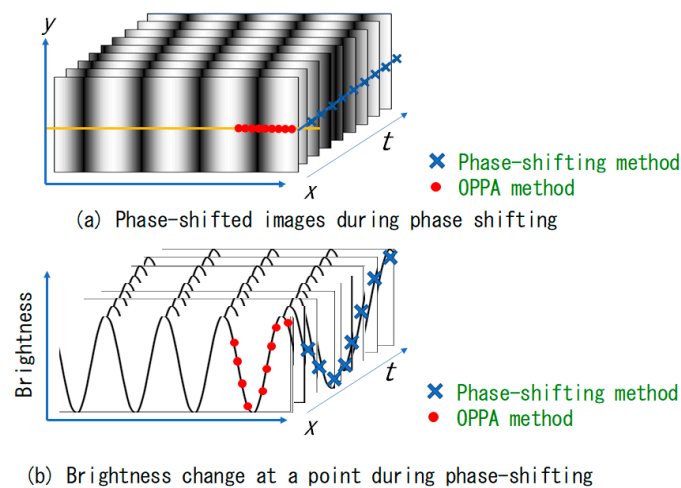 y
t
x
Phase-shifting method
OPPA method
(a) Phase-shifted images during phase shifting
Brightness
t
x
Phase-shifting method
OPPA method
(b) Brightness change at a point during phase-shifting